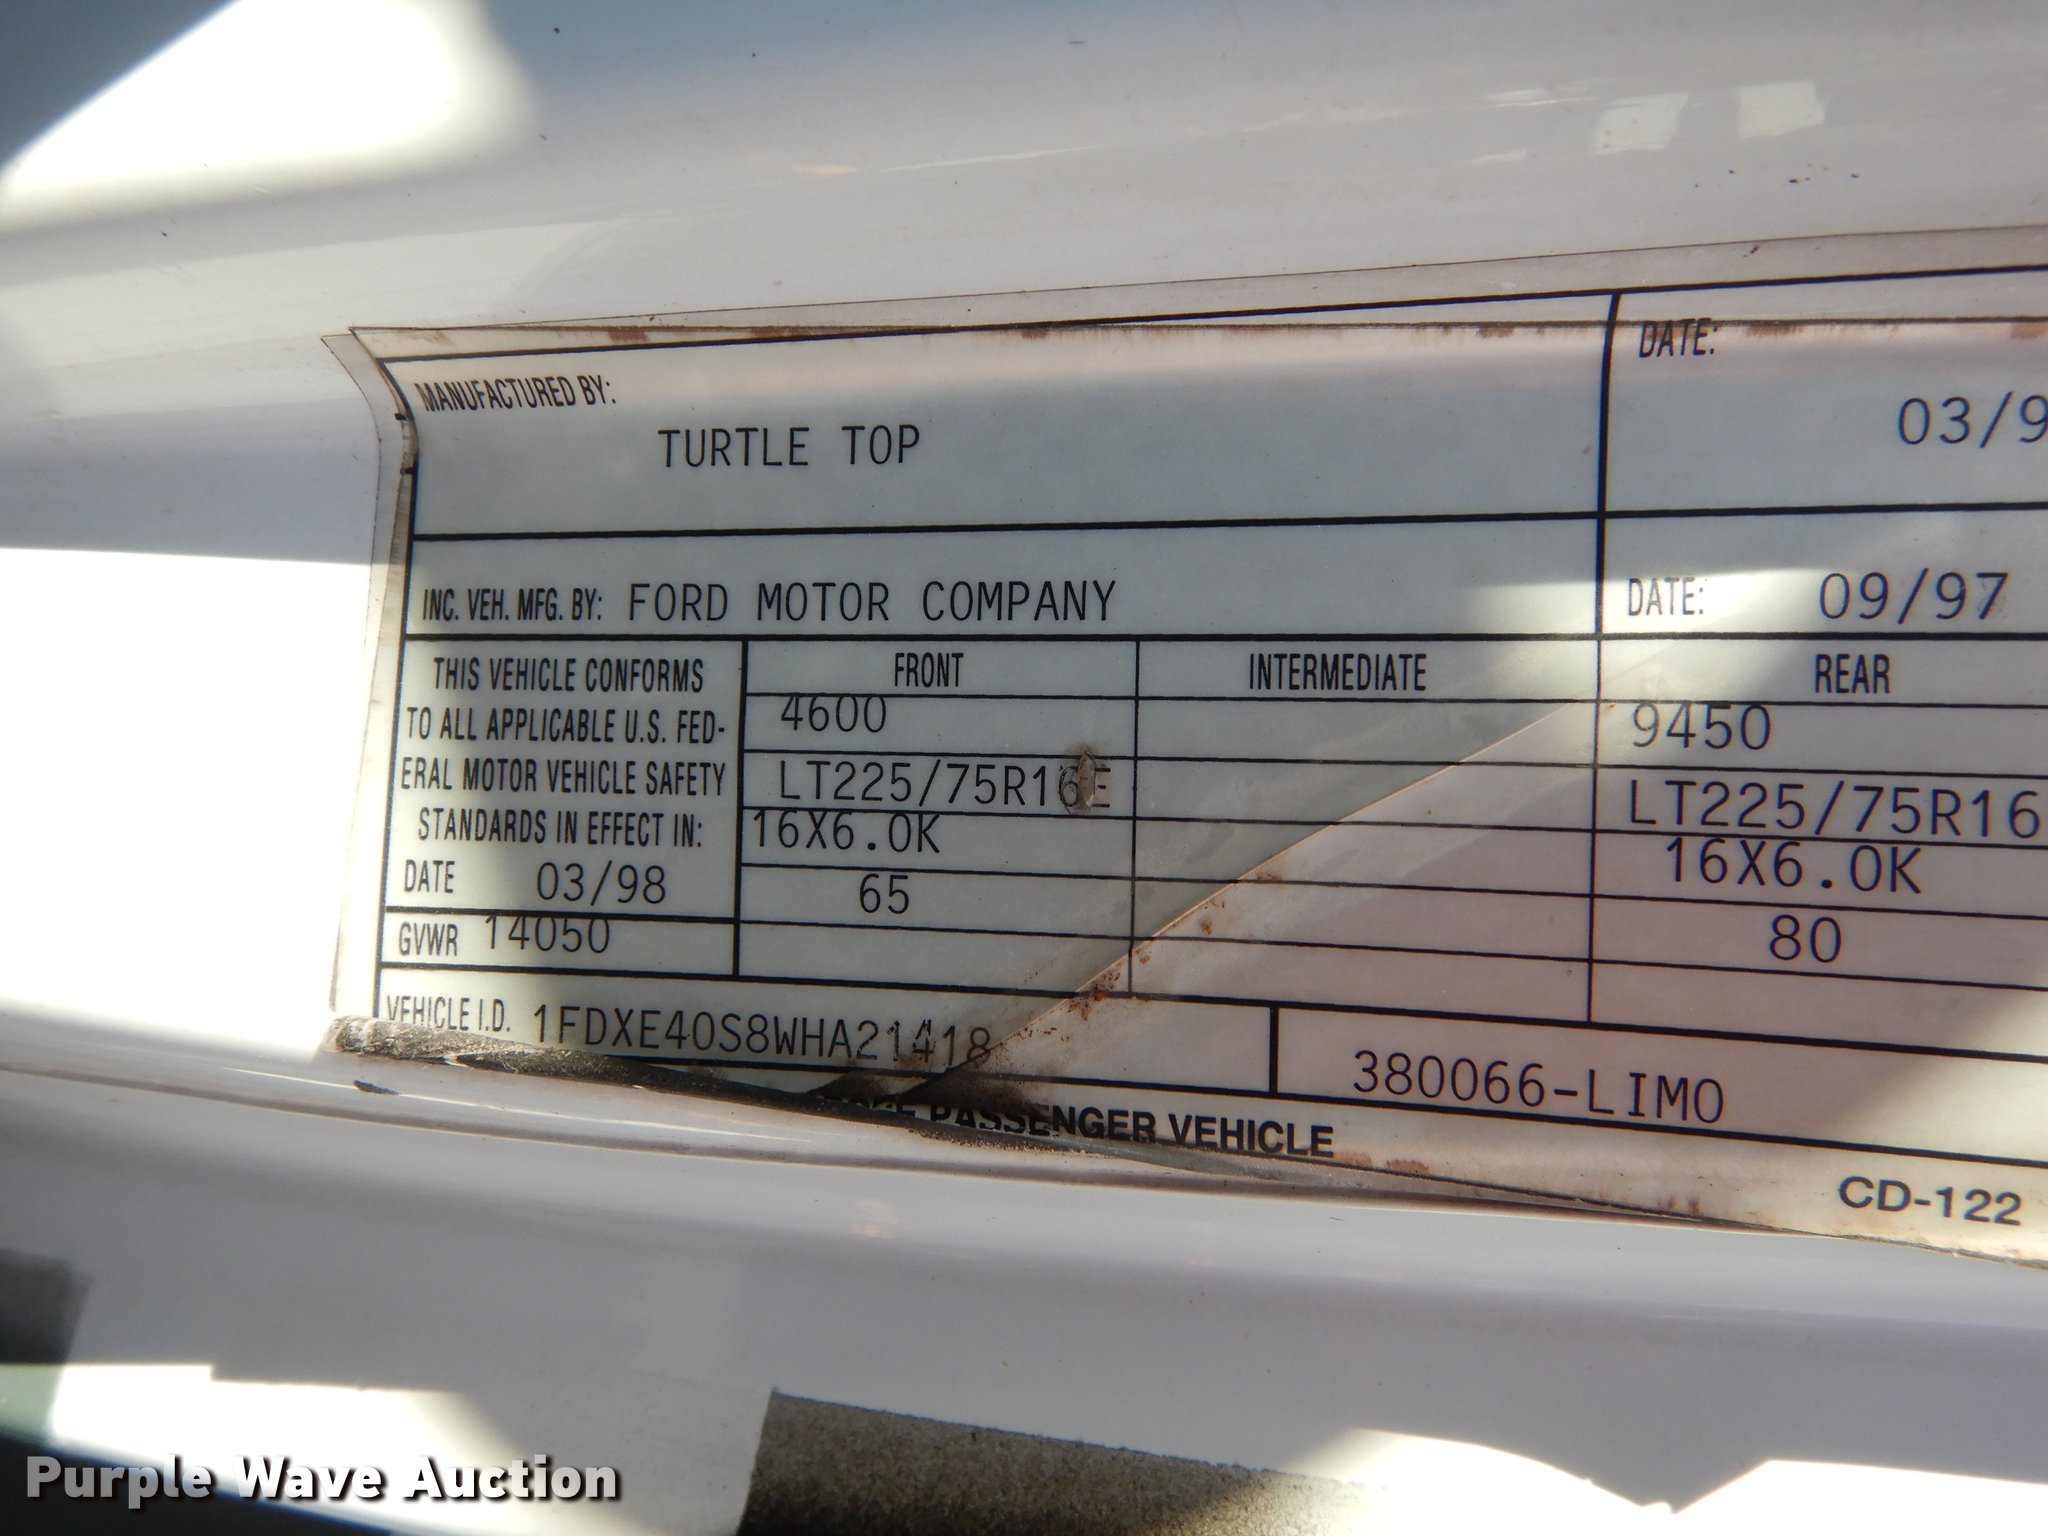 MANUFACTURED BY:
TURTLE TOP
DATE:
03/9
INC. VEH. MFG. BY: FORD MOTOR COMPANY
DATE: 09/97
THIS VEHICLE CONFORMS
TO ALL APPLICABLE U.S. FED-
ERAL MOTOR VEHICLE SAFETY
STANDARDS IN EFFECT IN:
DATE 03/98
GVWR 14050
FRONT INTERMEDIATE REAR
4600 9450
LT225/75R16E LT225/75R16
16X6.0K 16X6.0K
65 80
VEHICLE I.D. 1FDXE40S8WHA21418
380066-LIMO
PASSENGER VEHICLE
CD-122
Purple Wave Auction